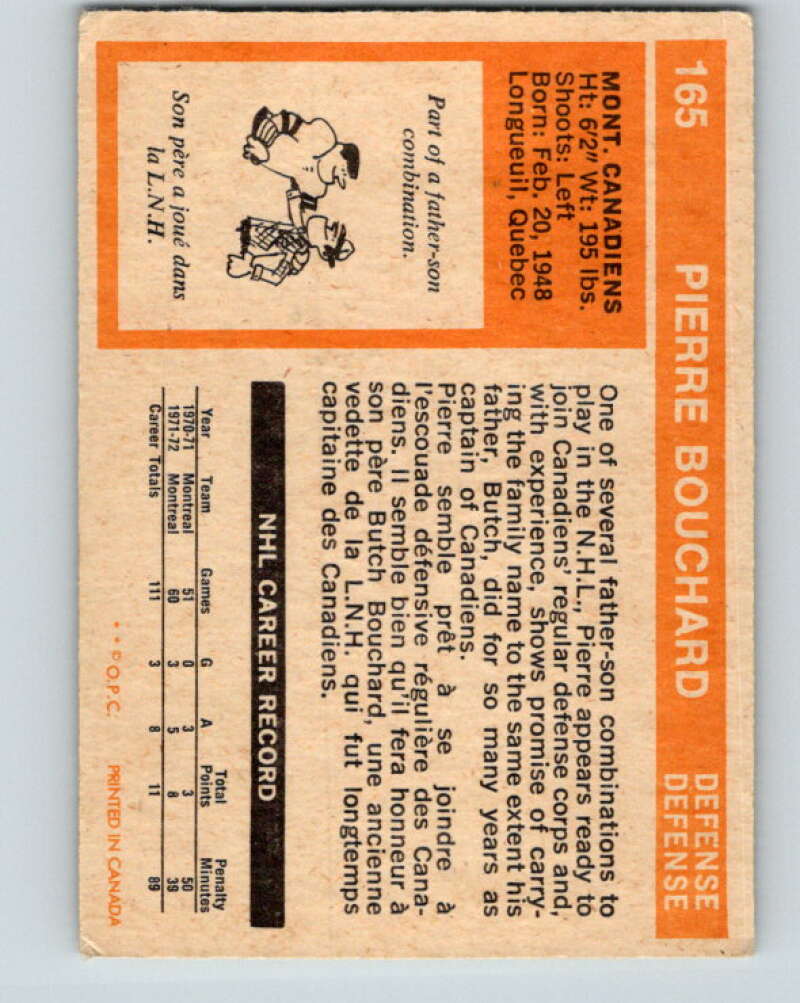 165 PIERRE BOUCHARD DEFENSE
DEFENSE
MONT. CANADIENS
Ht: 6'2" Wt: 195 lbs.
Shoots: Left
Born: Feb. 20, 1948
Longueuil, Quebec
Part of a father-son
combination.
Son père a joué dans
la L.N.H.
One of several father-son combinations to
play in the N.H.L., Pierre appears ready to
join Canadiens' regular defense corps and,
with experience, shows promise of carry-
ing the family name to the same extent his
father, Butch, did for so many years as
captain of Canadiens.
Pierre semble prêt à se joindre à
l'escouade défensive régulière des Cana-
diens. Il semble bien qu'il fera honneur à
son père Butch Bouchard, une ancienne
vedette de la L.N.H. qui fut longtemps
capitaine des Canadiens.
NHL CAREER RECORD
Year Team Games G A Total Points Penalty Minutes
1970-71 Montreal 51 0 3 3 50
1971-72 Montreal 60 3 5 8 39
Career Totals 111 3 8 11 89
* * © O.P.C. PRINTED IN CANADA